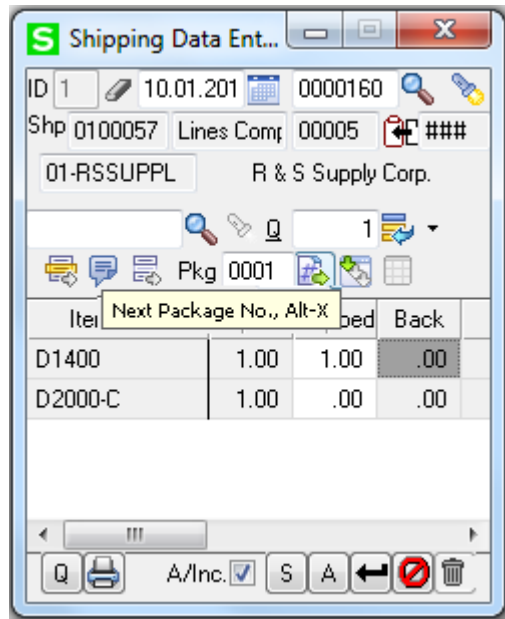 S Shipping Data Ent...
ID 1 10.01.201 0000160
Shp 0100057 Lines Comp 00005 ###
01-RSSUPPL R & S Supply Corp.
Q 1
Pkg 0001
Next Package No., Alt-X
Back
D1400 1.00 1.00 .00
D2000-C 1.00 .00 .00
Q A/Inc. S A